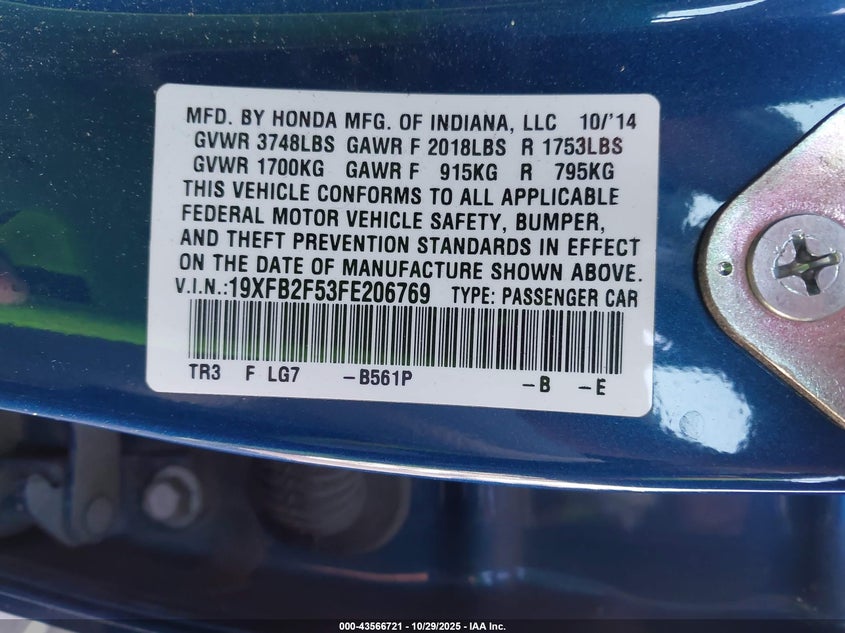 MFD. BY HONDA MFG. OF INDIANA, LLC 10/'14
GVWR 3748LBS GAWR F 2018LBS R 1753LBS
GVWR 1700KG GAWR F 915KG R 795KG
THIS VEHICLE CONFORMS TO ALL APPLICABLE
FEDERAL MOTOR VEHICLE SAFETY, BUMPER,
AND THEFT PREVENTION STANDARDS IN EFFECT
ON THE DATE OF MANUFACTURE SHOWN ABOVE.
V.I.N.:19XFB2F53FE206769 TYPE: PASSENGER CAR
TR3 F LG7 –B561P –B –E
000-43566721 | 10/29/2025 - IAA Inc.